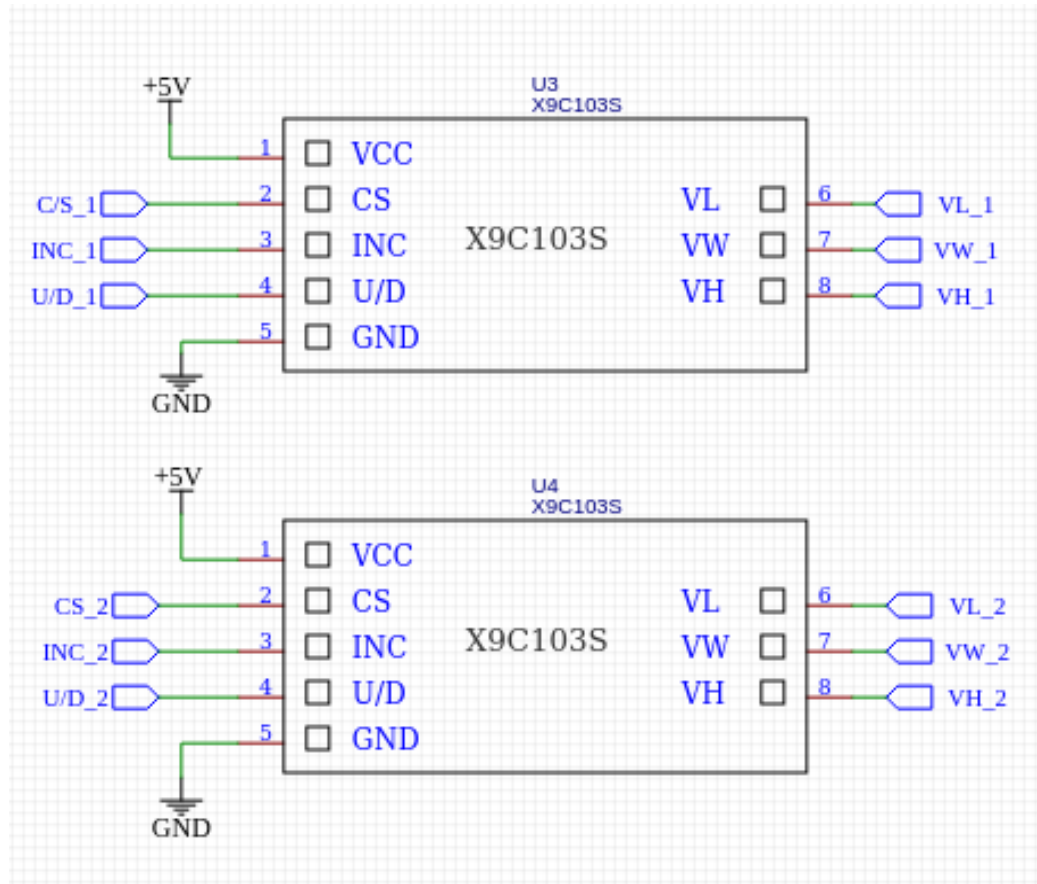 +5V
U3
X9C103S
1 VCC
C/S_1 2 CS VL 6 VL_1
INC_1 3 INC X9C103S VW 7 VW_1
U/D_1 4 U/D VH 8 VH_1
5 GND
GND
+5V
U4
X9C103S
1 VCC
CS_2 2 CS VL 6 VL_2
INC_2 3 INC X9C103S VW 7 VW_2
U/D_2 4 U/D VH 8 VH_2
5 GND
GND